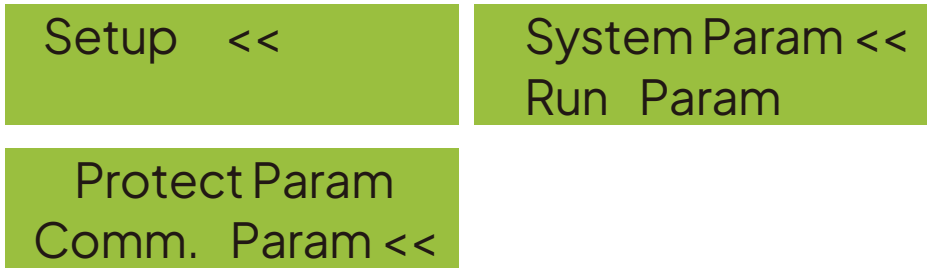 Setup <<
System Param <<
Run Param
Protect Param
Comm. Param <<